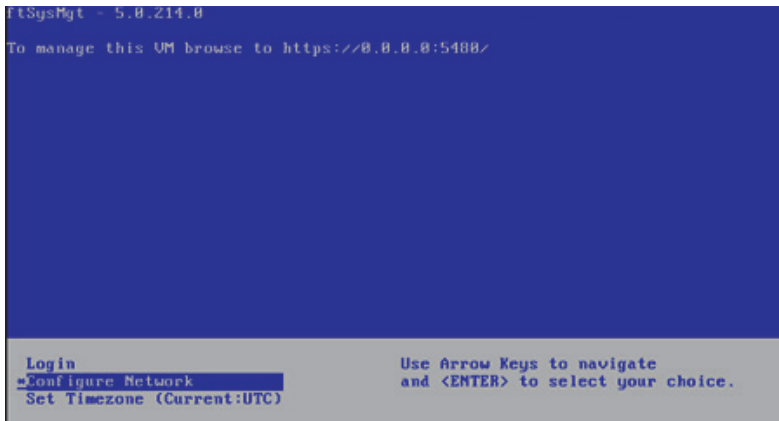 ftSysMgt - 5.0.214.0
To manage this VM browse to https://0.0.0.0:5480/
Login
*Configure Network
Set Timezone (Current:UTC)
Use Arrow Keys to navigate
and <ENTER> to select your choice.